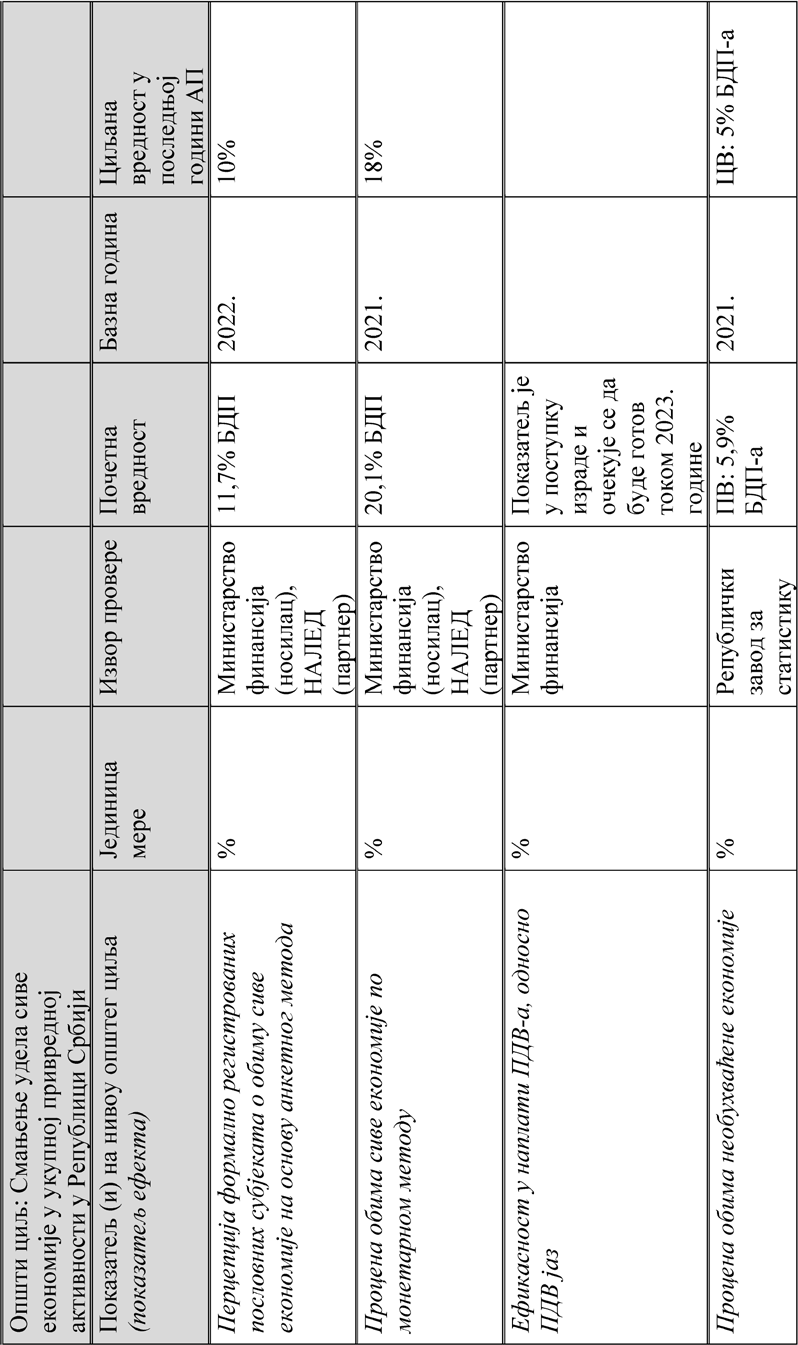 Општи циљ: Смањење удела сиве
економије у укупној привредној
активности у Републици Србији
Показатељ (и) на нивоу општег циља
(показатељ ефекта)
Јединица
мере
Извор провере
Почетна
вредност
Базна година
Циљана
вредност у
последњој
години АП
Перцепција формално регистрованих
пословних субјеката о обиму сиве
економије на основу анкетног метода
%
Министарство
финансија
(носилац),
НАЛЕД
(партнер)
11,7% БДП
2022.
10%
Процена обима сиве економије по
монетарном методу
%
Министарство
финансија
(носилац),
НАЛЕД
(партнер)
20,1% БДП
2021.
18%
Ефикасност у наплати ПДВ-а, односно
ПДВ јаз
%
Министарство
финансија
Показатељ је
у поступку
израде и
очекује се да
буде готов
током 2023.
године
Процена обима необухваћене економије
%
Републички
завод за
статистику
ПВ: 5,9%
БДП-а
2021.
ЦВ: 5% БДП-а